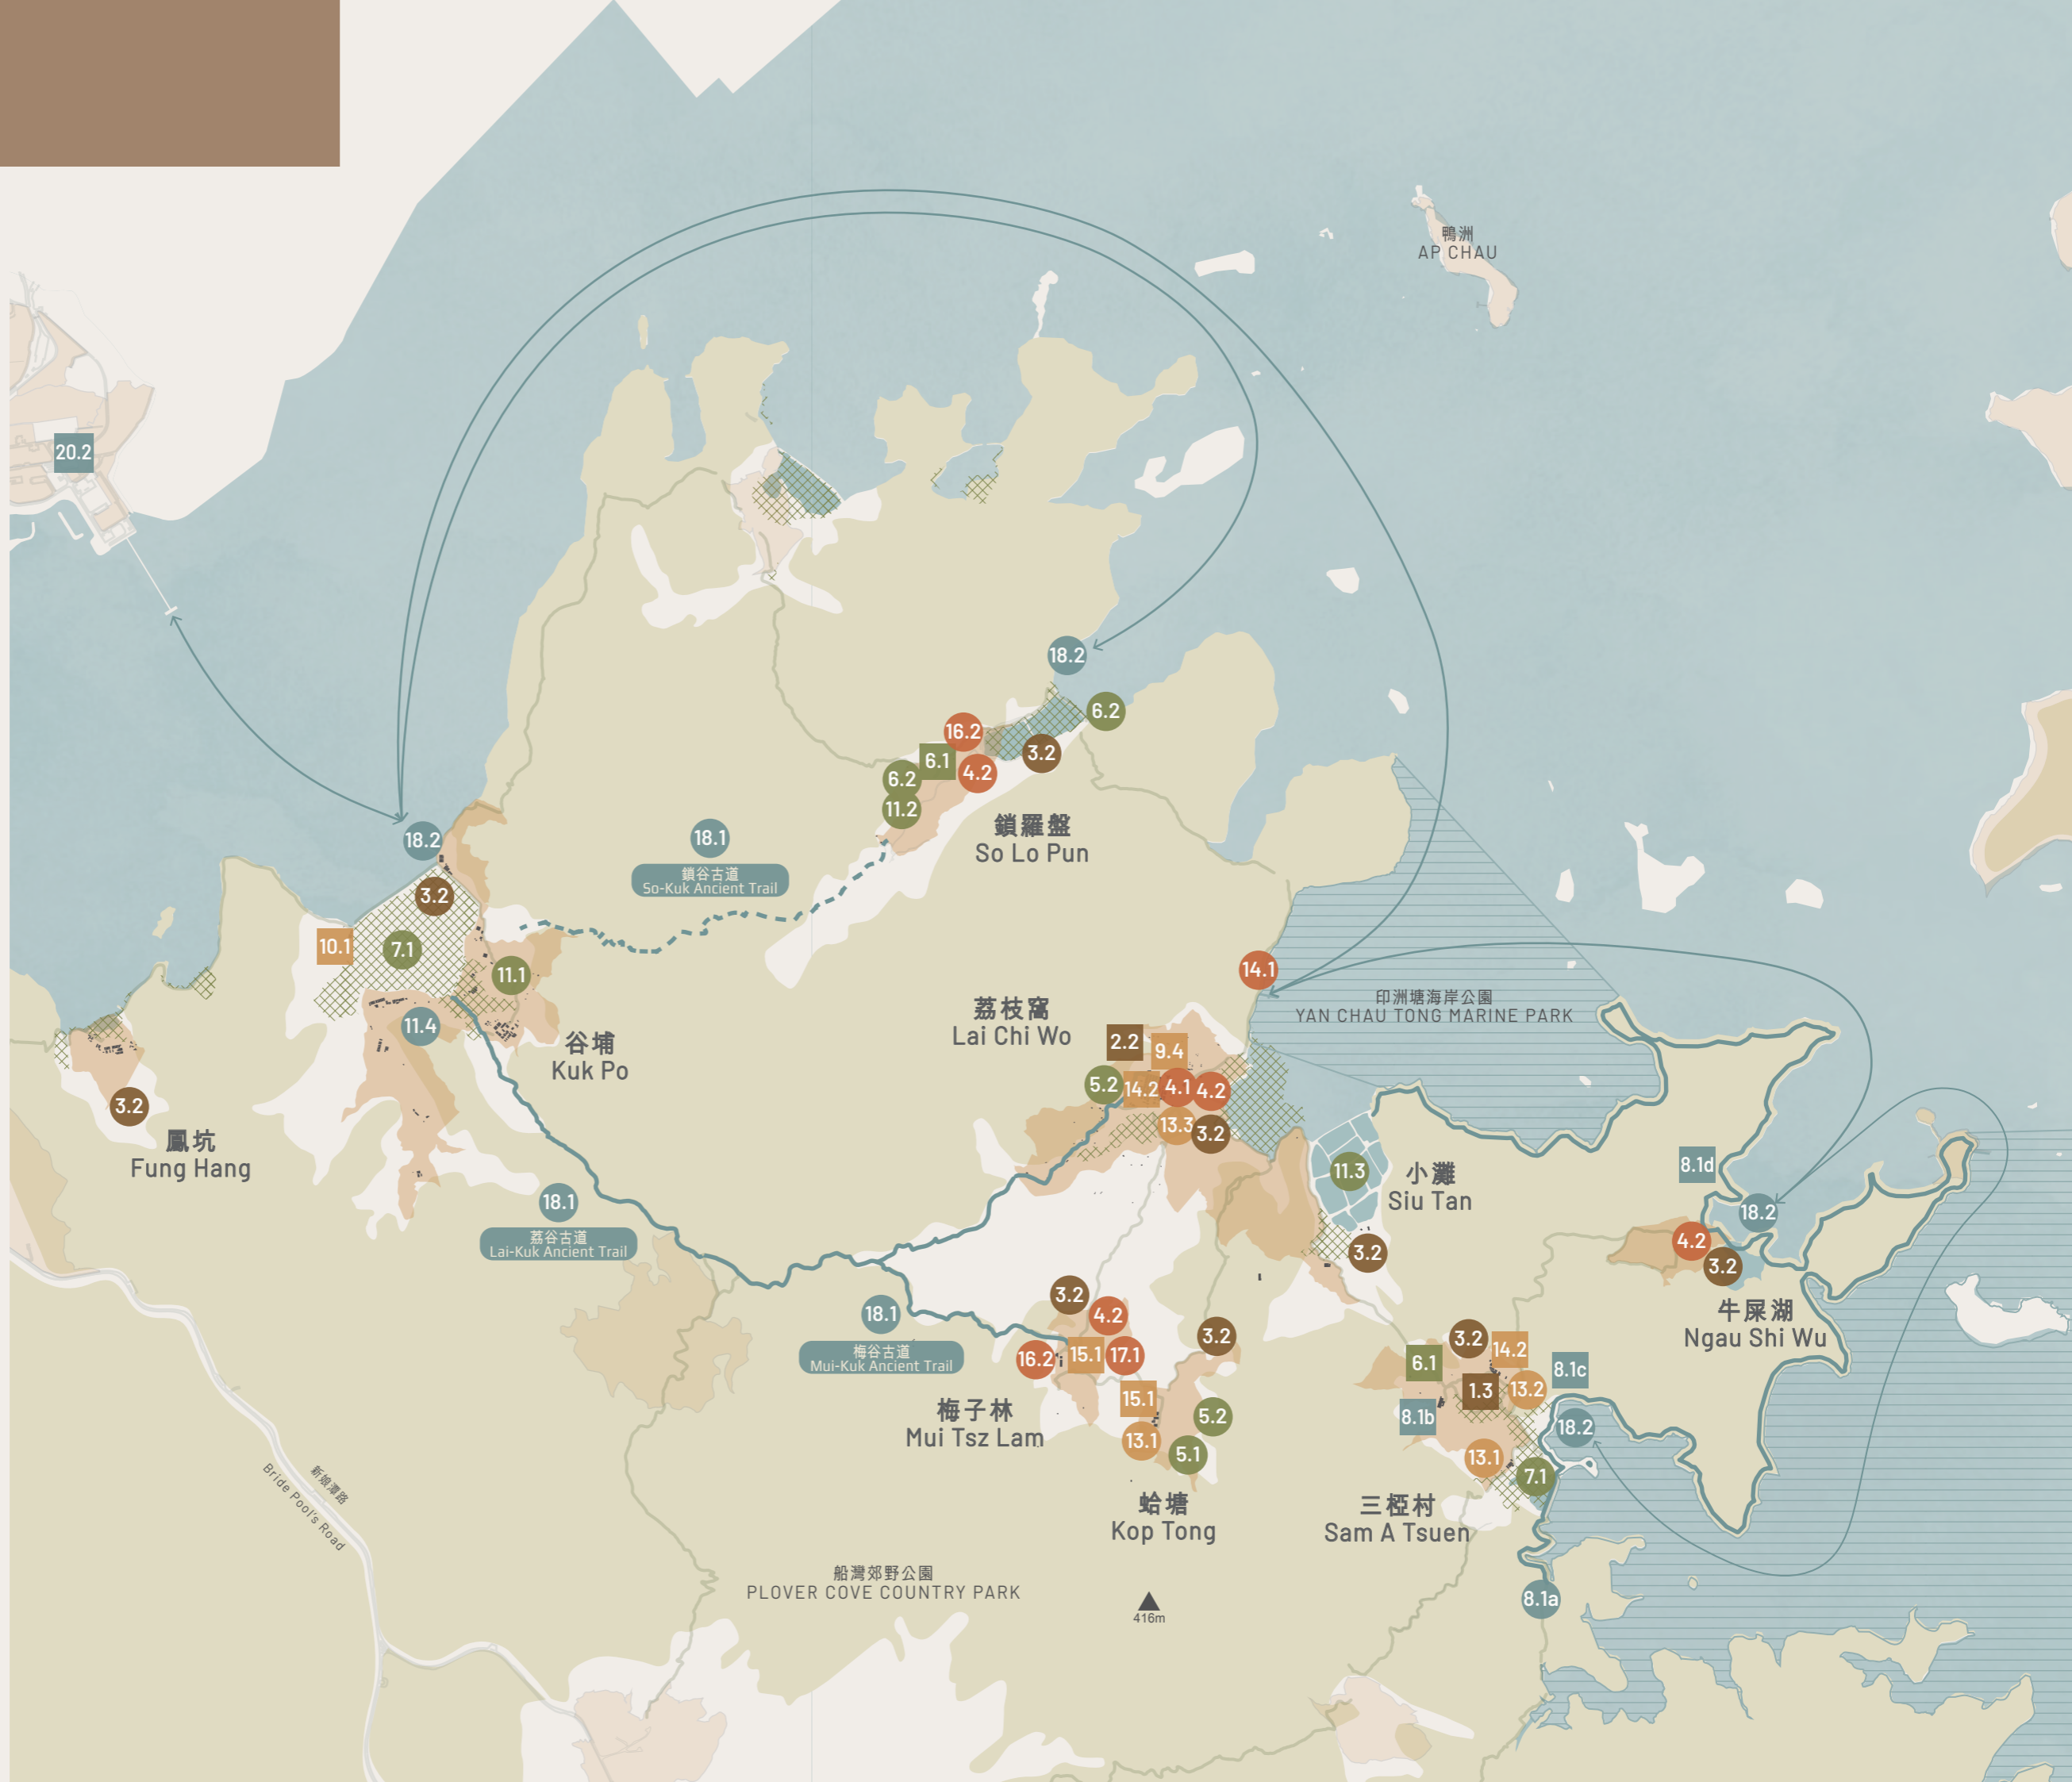 鴨洲
AP CHAU
20.2
18.2
6.2
16.2
3.2
6.1
4.2
6.2
11.2
鎖羅盤
So Lo Pun
18.1
鎖谷古道
So-Kuk Ancient Trail
18.2
3.2
10.1
7.1
11.1
11.4
谷埔
Kuk Po
3.2
鳳坑
Fung Hang
14.1
印洲塘海岸公園
YAN CHAU TONG MARINE PARK
荔枝窩
Lai Chi Wo
2.2
9.4
5.2
14.2
4.1
4.2
13.3
3.2
11.3
小灘
Siu Tan
3.2
8.1d
18.2
4.2
3.2
牛屎湖
Ngau Shi Wu
18.1
荔谷古道
Lai-Kuk Ancient Trail
18.1
梅谷古道
Mui-Kuk Ancient Trail
3.2
4.2
16.2
15.1
17.1
梅子林
Mui Tsz Lam
3.2
15.1
13.1
5.2
5.1
蛤塘
Kop Tong
3.2
14.2
6.1
8.1c
1.3
13.2
8.1b
18.2
13.1
7.1
三椏村
Sam A Tsuen
8.1a
新娘潭路
Bride Pool's Road
船灣郊野公園
PLOVER COVE COUNTRY PARK
416m